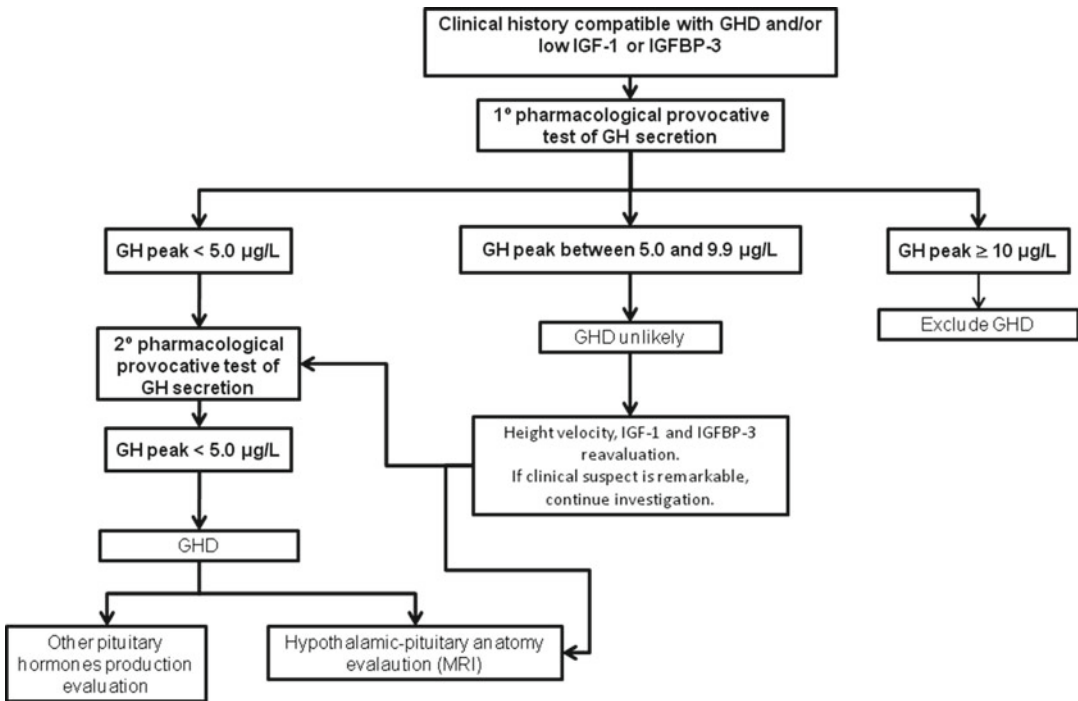 Clinical history compatible with GHD and/or
low IGF-1 or IGFBP-3
1º pharmacological provocative
test of GH secretion
GH peak < 5.0 µg/L
GH peak between 5.0 and 9.9 µg/L
GH peak ≥ 10 µg/L
GHD unlikely
Exclude GHD
2º pharmacological
provocative test of
GH secretion
Height velocity, IGF-1 and IGFBP-3
reavaluation.
If clinical suspect is remarkable,
continue investigation.
GH peak < 5.0 µg/L
GHD
Other pituitary
hormones production
evaluation
Hypothalamic-pituitary anatomy
evalaution (MRI)